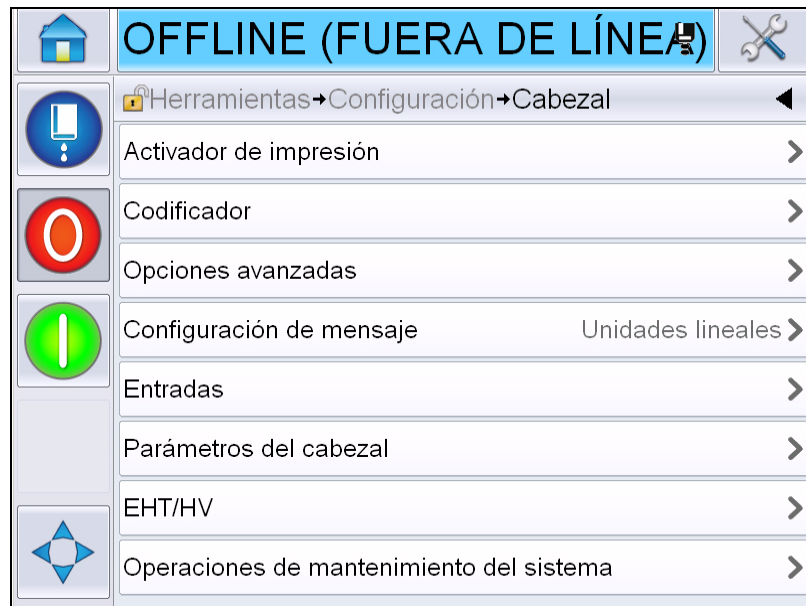 OFFLINE (FUERA DE LÍNEA)
Herramientas→Configuración→Cabezal
Activador de impresión
Codificador
Opciones avanzadas
Configuración de mensaje Unidades lineales
Entradas
Parámetros del cabezal
EHT/HV
Operaciones de mantenimiento del sistema